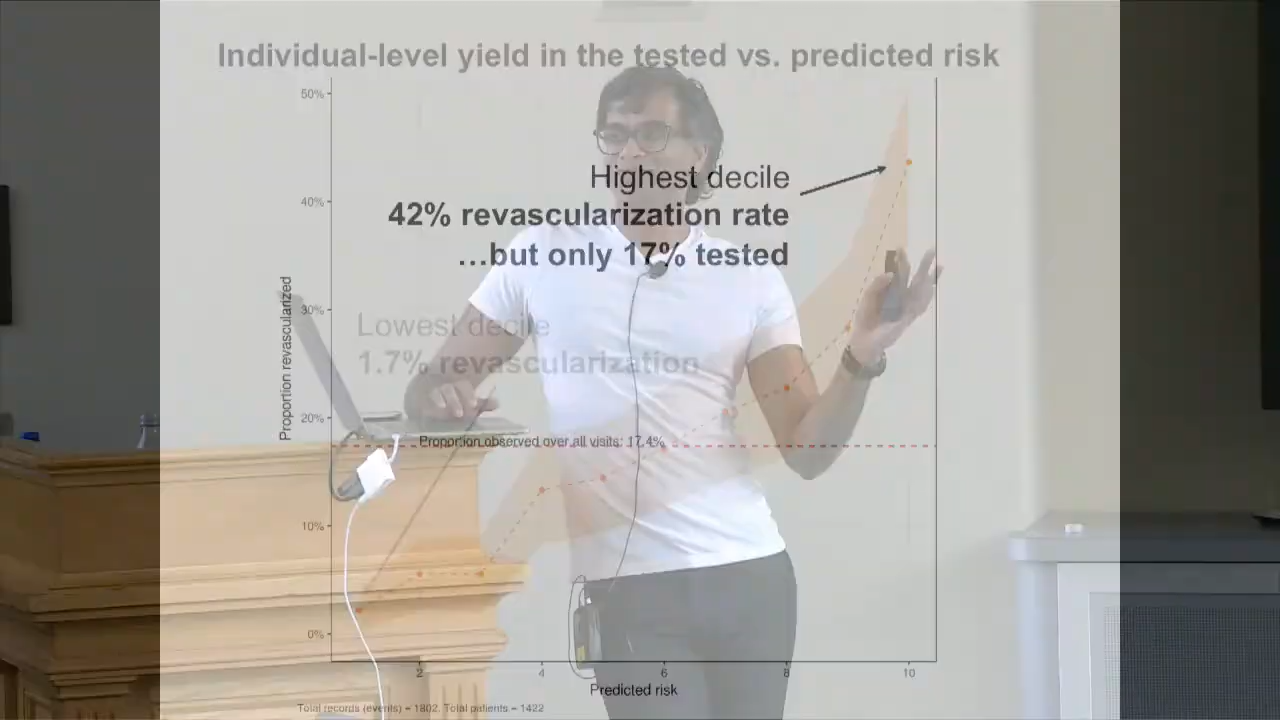 Individual-level yield in the tested vs. predicted risk
50%
Highest decile
42% revascularization rate
…but only 17% tested
40%
30%
Lowest decile
1.7% revascularization
Proportion revascularized
20%
Proportion observed over all visits: 17.4%
10%
0%
2 4 6 8 10
Predicted risk
Total records (events) = 1802. Total patients = 1422